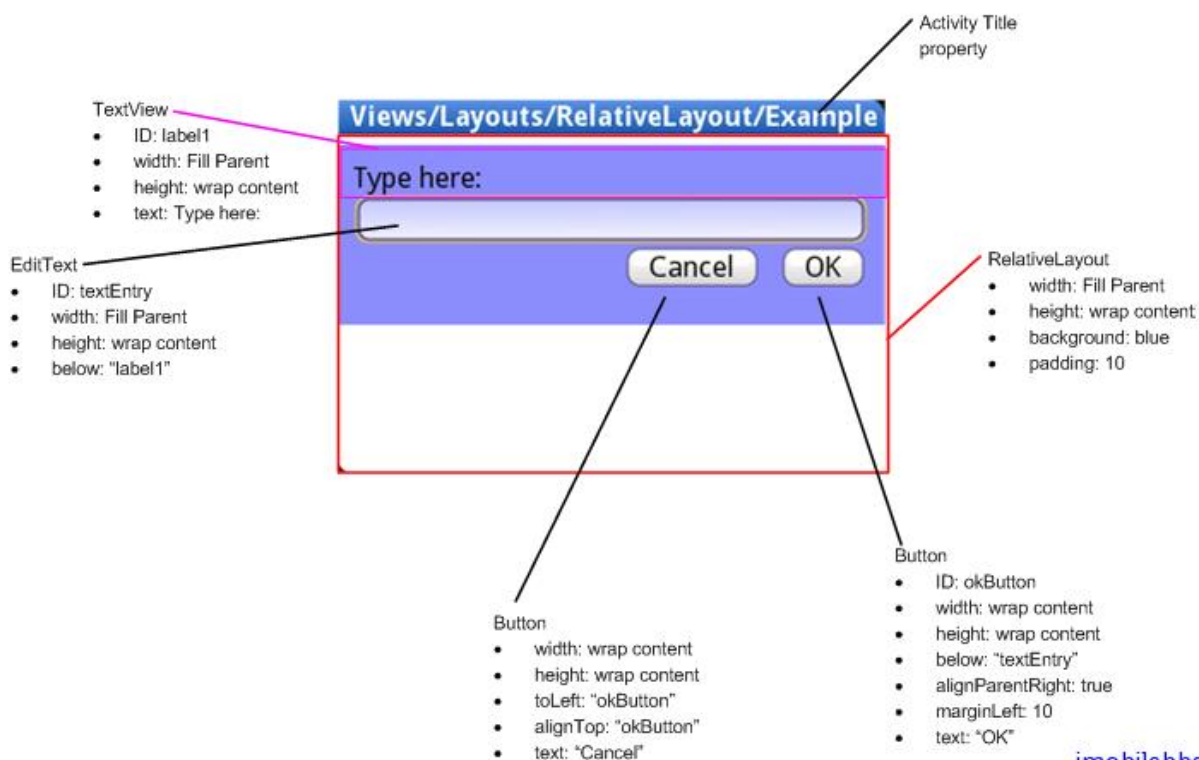 Activity Title
property
Views/Layouts/RelativeLayout/Example
TextView
• ID: label1
• width: Fill Parent
• height: wrap content
• text: Type here:
Type here:
EditText
• ID: textEntry
• width: Fill Parent
• height: wrap content
• below: “label1”
Cancel
OK
RelativeLayout
• width: Fill Parent
• height: wrap content
• background: blue
• padding: 10
Button
• width: wrap content
• height: wrap content
• toLeft: “okButton”
• alignTop: “okButton”
• text: “Cancel”
Button
• ID: okButton
• width: wrap content
• height: wrap content
• below: “textEntry”
• alignParentRight: true
• marginLeft: 10
• text: “OK”